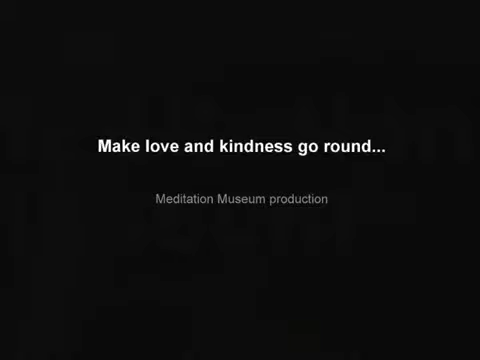 Make love and kindness go round...
Meditation Museum production